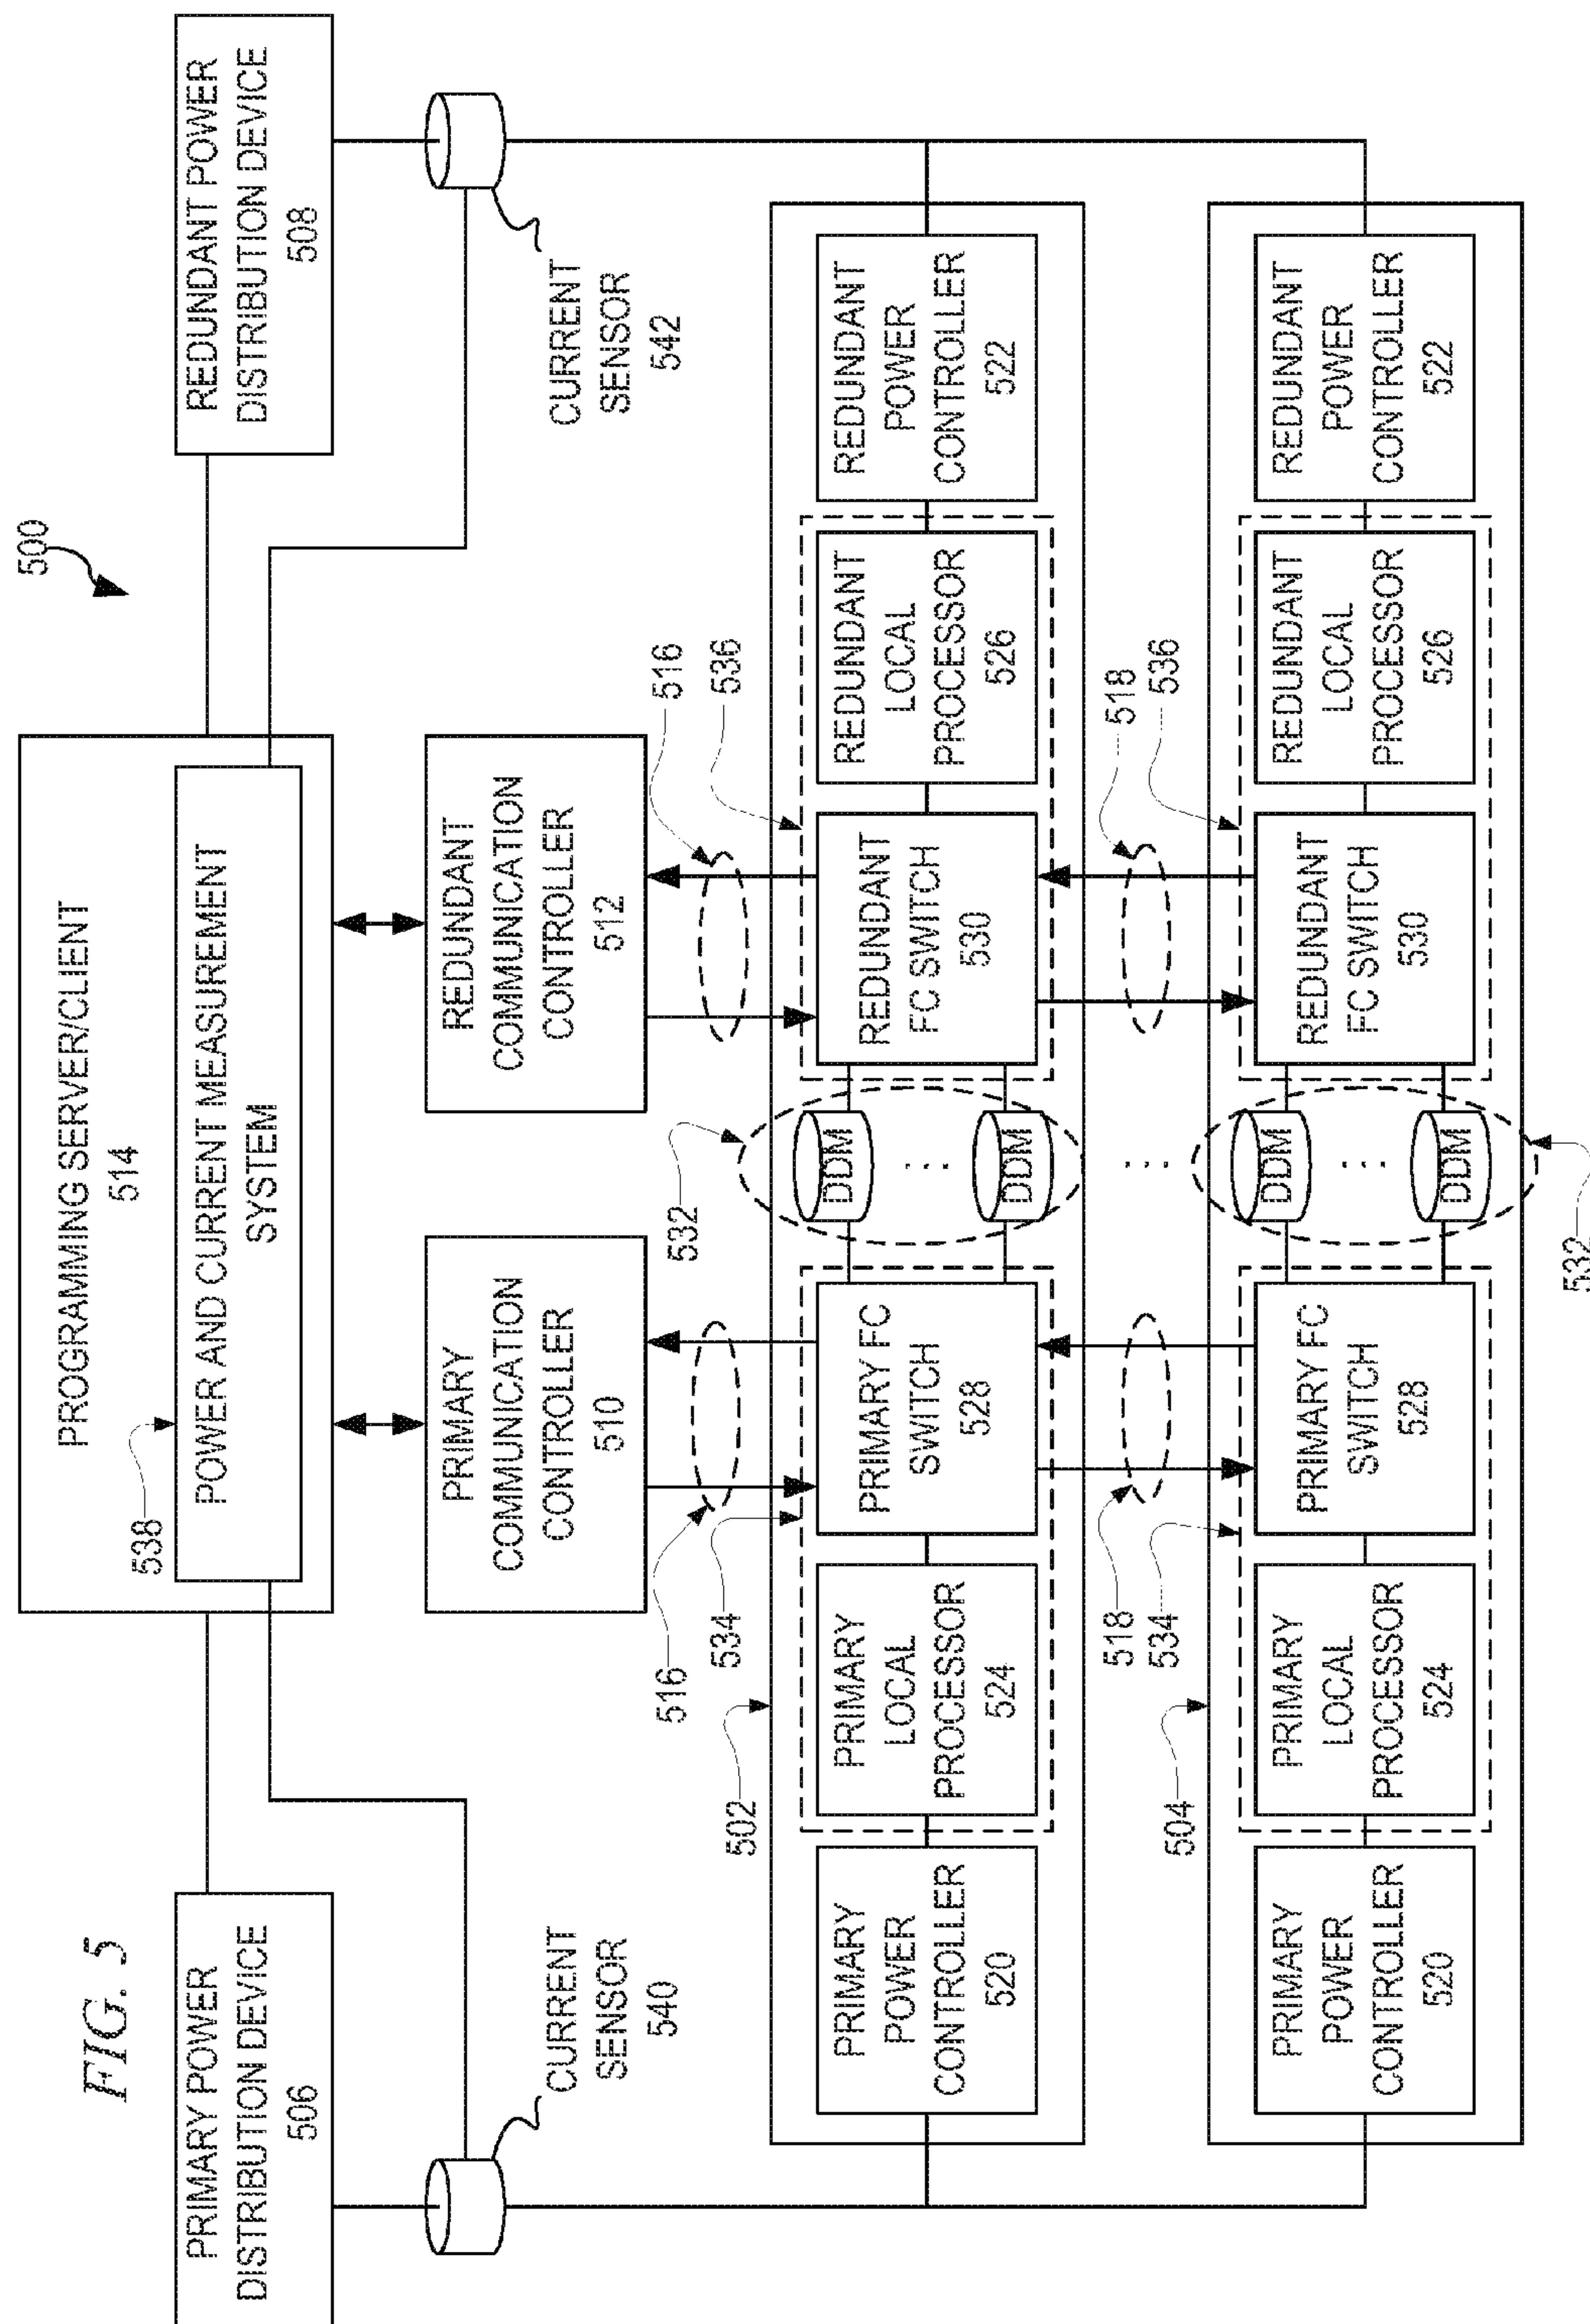 FIG. 5
500
PROGRAMING SERVER/CLIENT
514
538
POWER AND CURRENT MEASUREMENT
SYSTEM
PRIMARY POWER
DISTRIBUTION DEVICE
506
REDUNDANT POWER
DISTRIBUTION DEVICE
508
CURRENT
SENSOR
540
PRIMARY
COMMUNICATION
CONTROLLER
510
REDUNDANT
COMMUNICATION
CONTROLLER
512
CURRENT
SENSOR
542
516
534
532
516
536
502
PRIMARY
POWER
CONTROLLER
520
PRIMARY
LOCAL
PROCESSOR
524
PRIMARY FC
SWITCH
528
DDM
...
DDM
REDUNDANT
FC SWITCH
530
REDUNDANT
LOCAL
PROCESSOR
526
REDUNDANT
POWER
CONTROLLER
522
518
534
...
518
536
504
PRIMARY
POWER
CONTROLLER
520
PRIMARY
LOCAL
PROCESSOR
524
PRIMARY FC
SWITCH
528
DDM
...
DDM
REDUNDANT
FC SWITCH
530
REDUNDANT
LOCAL
PROCESSOR
526
REDUNDANT
POWER
CONTROLLER
522
532